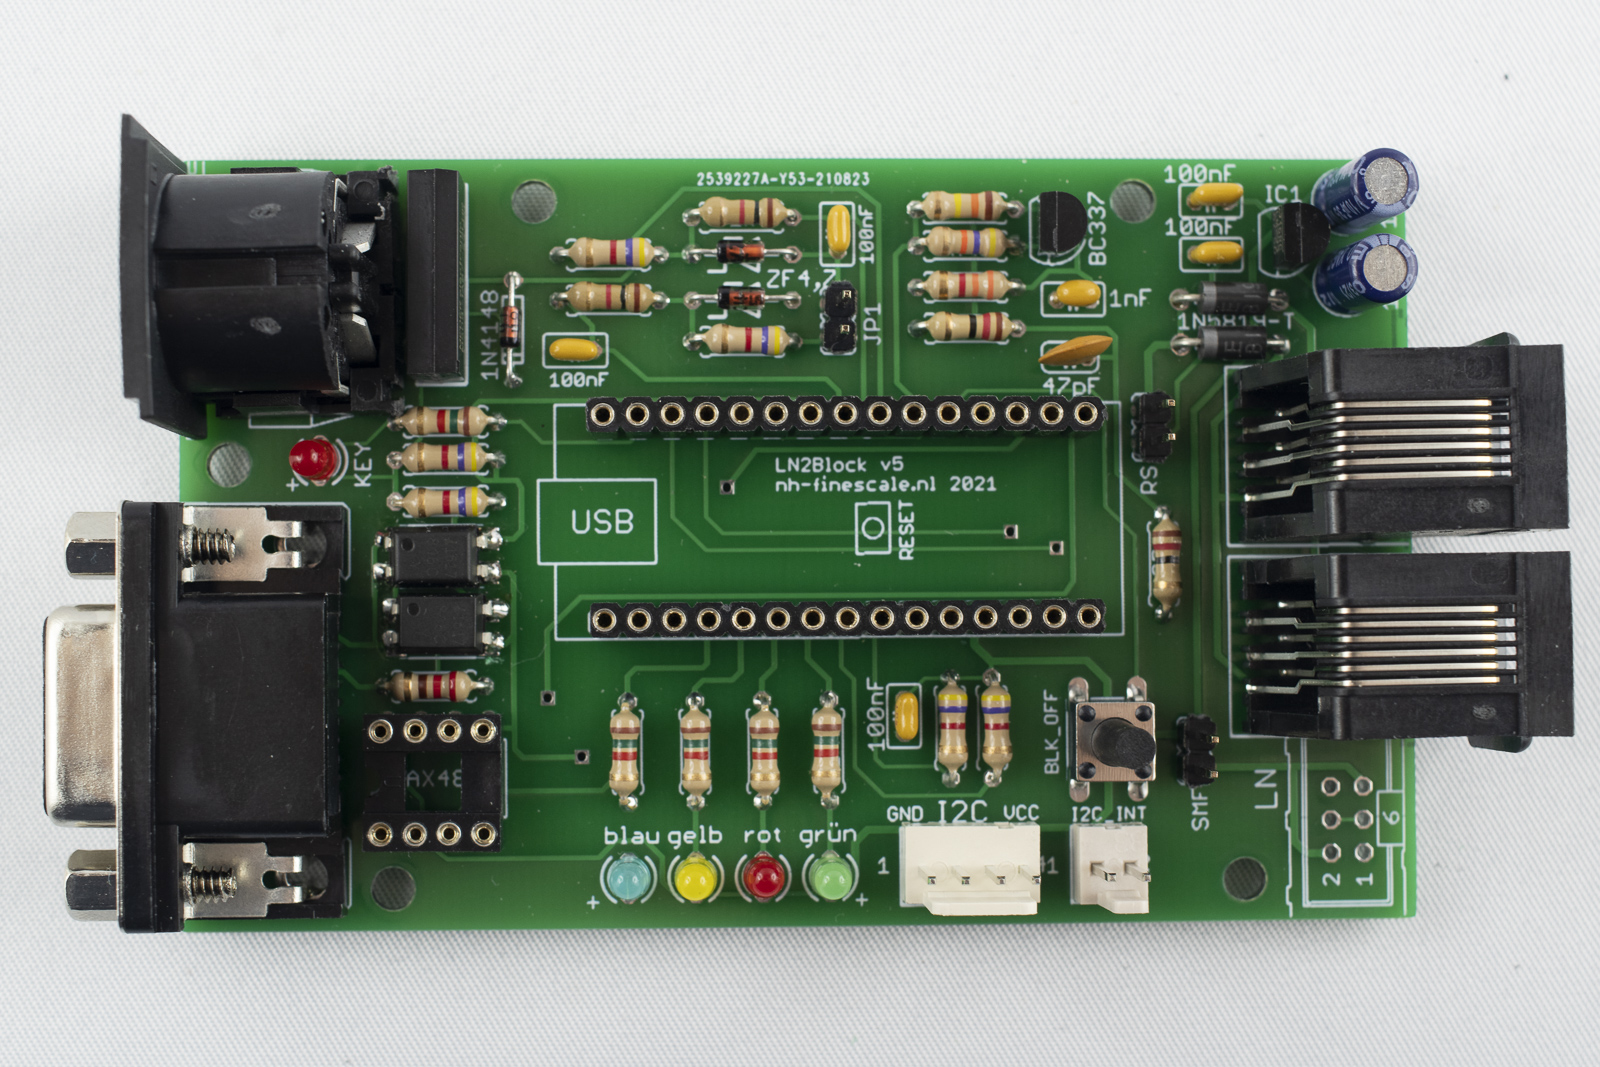 2539227A-Y53-210823
100nF
IC1
100nF
BC337
100nF
ZF4,7
1nF
JP1
1N4148
1N5819-T
100nF
47pF
KEY
+
LN2Block v5
nh-finescale.nl 2021
RS
USB
RESET
100nF
BLK_OFF
AX48
SMF
LN
GND I2C VCC
I2C_INT
blau gelb rot grün
1
6
2 1
+
+